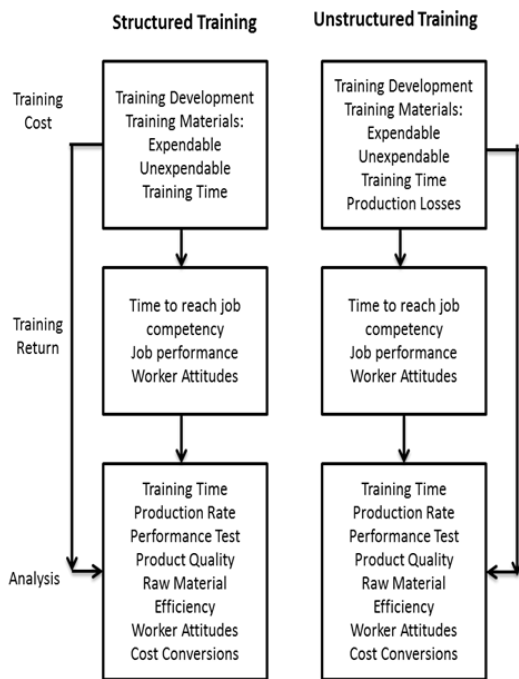 Structured Training
Unstructured Training
Training
Cost
Training Development
Training Materials:
Expendable
Unexpendable
Training Time
Training Development
Training Materials:
Expendable
Unexpendable
Training Time
Production Losses
Training
Return
Time to reach job
competency
Job performance
Worker Attitudes
Time to reach job
competency
Job performance
Worker Attitudes
Analysis
Training Time
Production Rate
Performance Test
Product Quality
Raw Material
Efficiency
Worker Attitudes
Cost Conversions
Training Time
Production Rate
Performance Test
Product Quality
Raw Material
Efficiency
Worker Attitudes
Cost Conversions